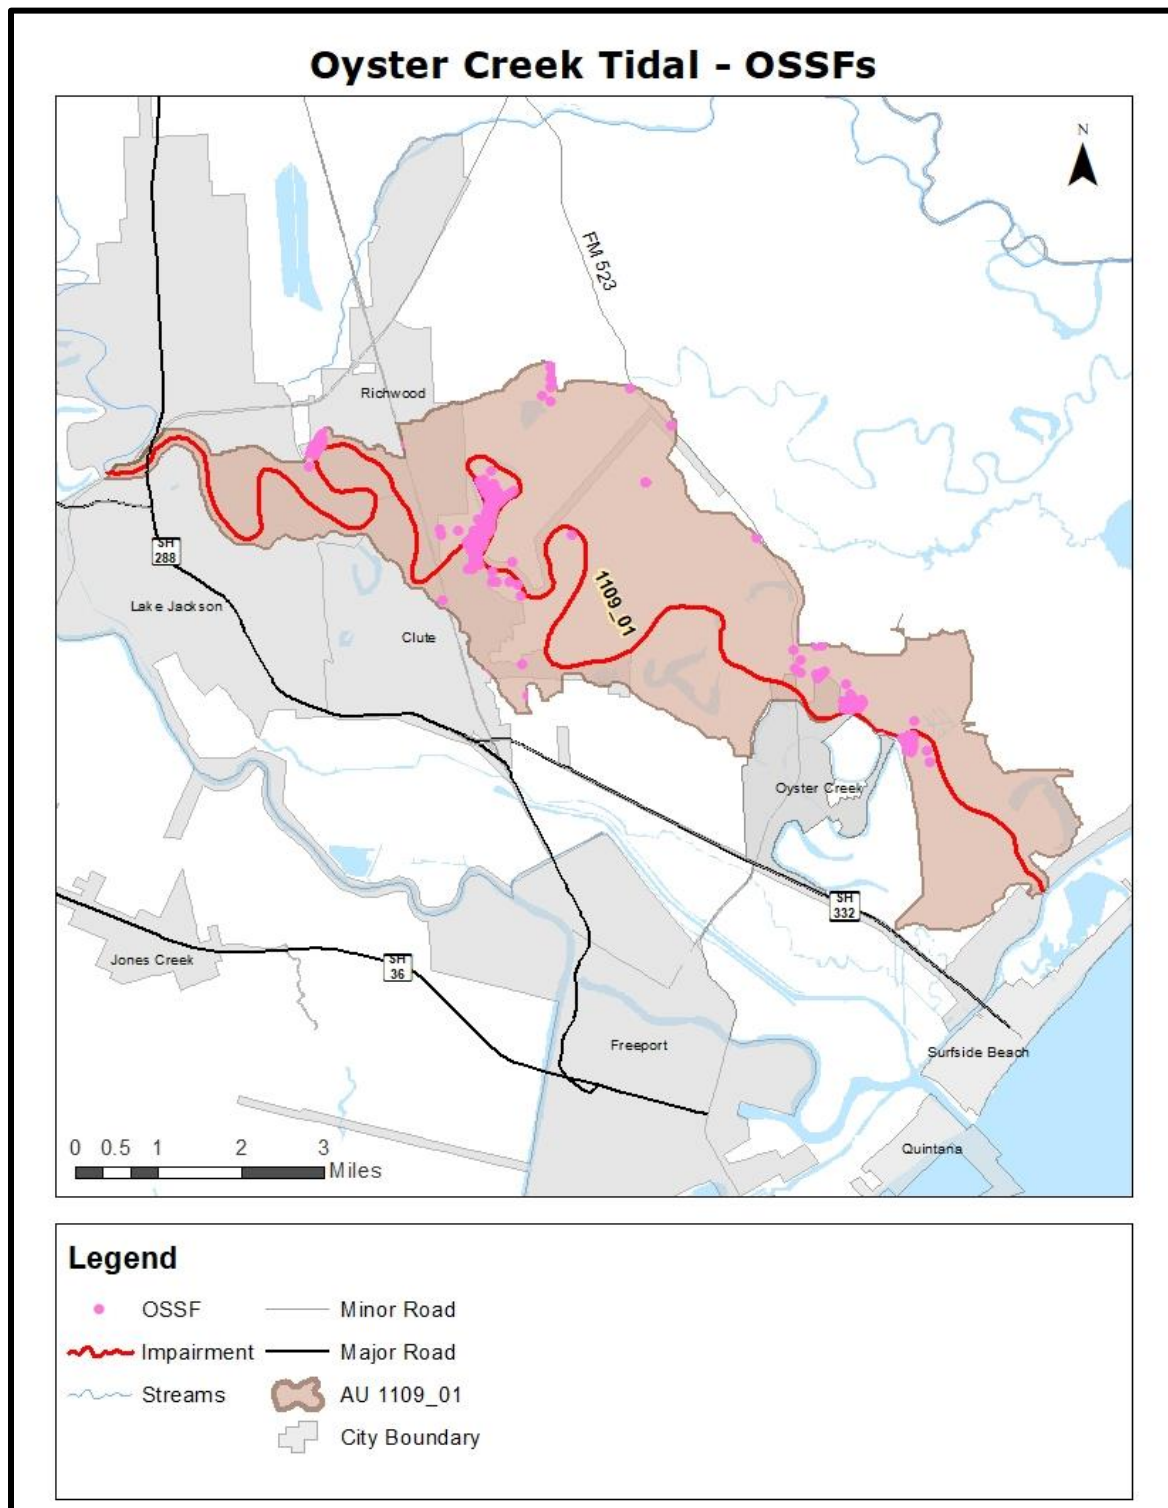 Oyster Creek Tidal - OSSFs
N
FM 523
Richwood
1109_01
SH
288
Lake Jackson
Clute
Oyster Creek
SH
332
Jones Creek
SH
36
Freeport
Surfside Beach
Quintana
0 0.5 1 2 3
Miles
Legend
OSSF
Minor Road
Impairment
Major Road
Streams
AU 1109_01
City Boundary